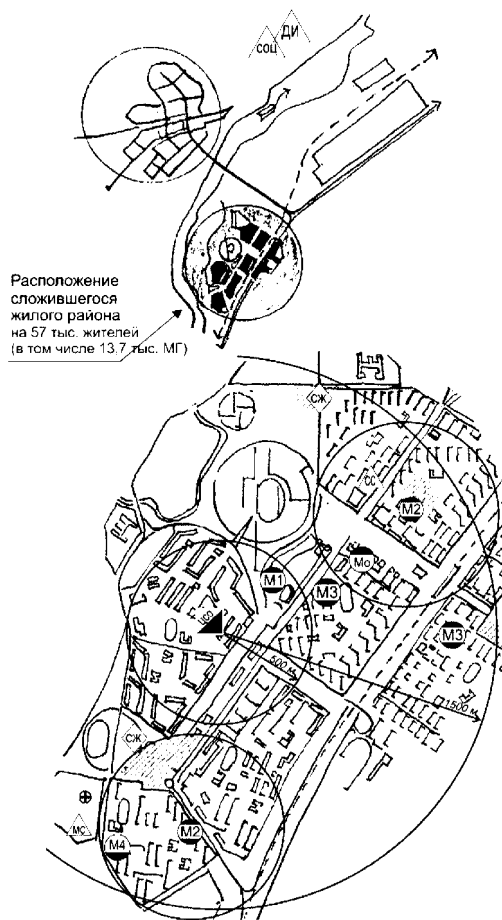 ДИ
СОЦ
Расположение
сложившегося
жилого района
на 57 тыс. жителей
(в том числе 13,7 тыс. МГ)
СЖ
СС
М2
М1
Мо
М3
М3
500 м
1500 м
СЖ
МС
М4
М2